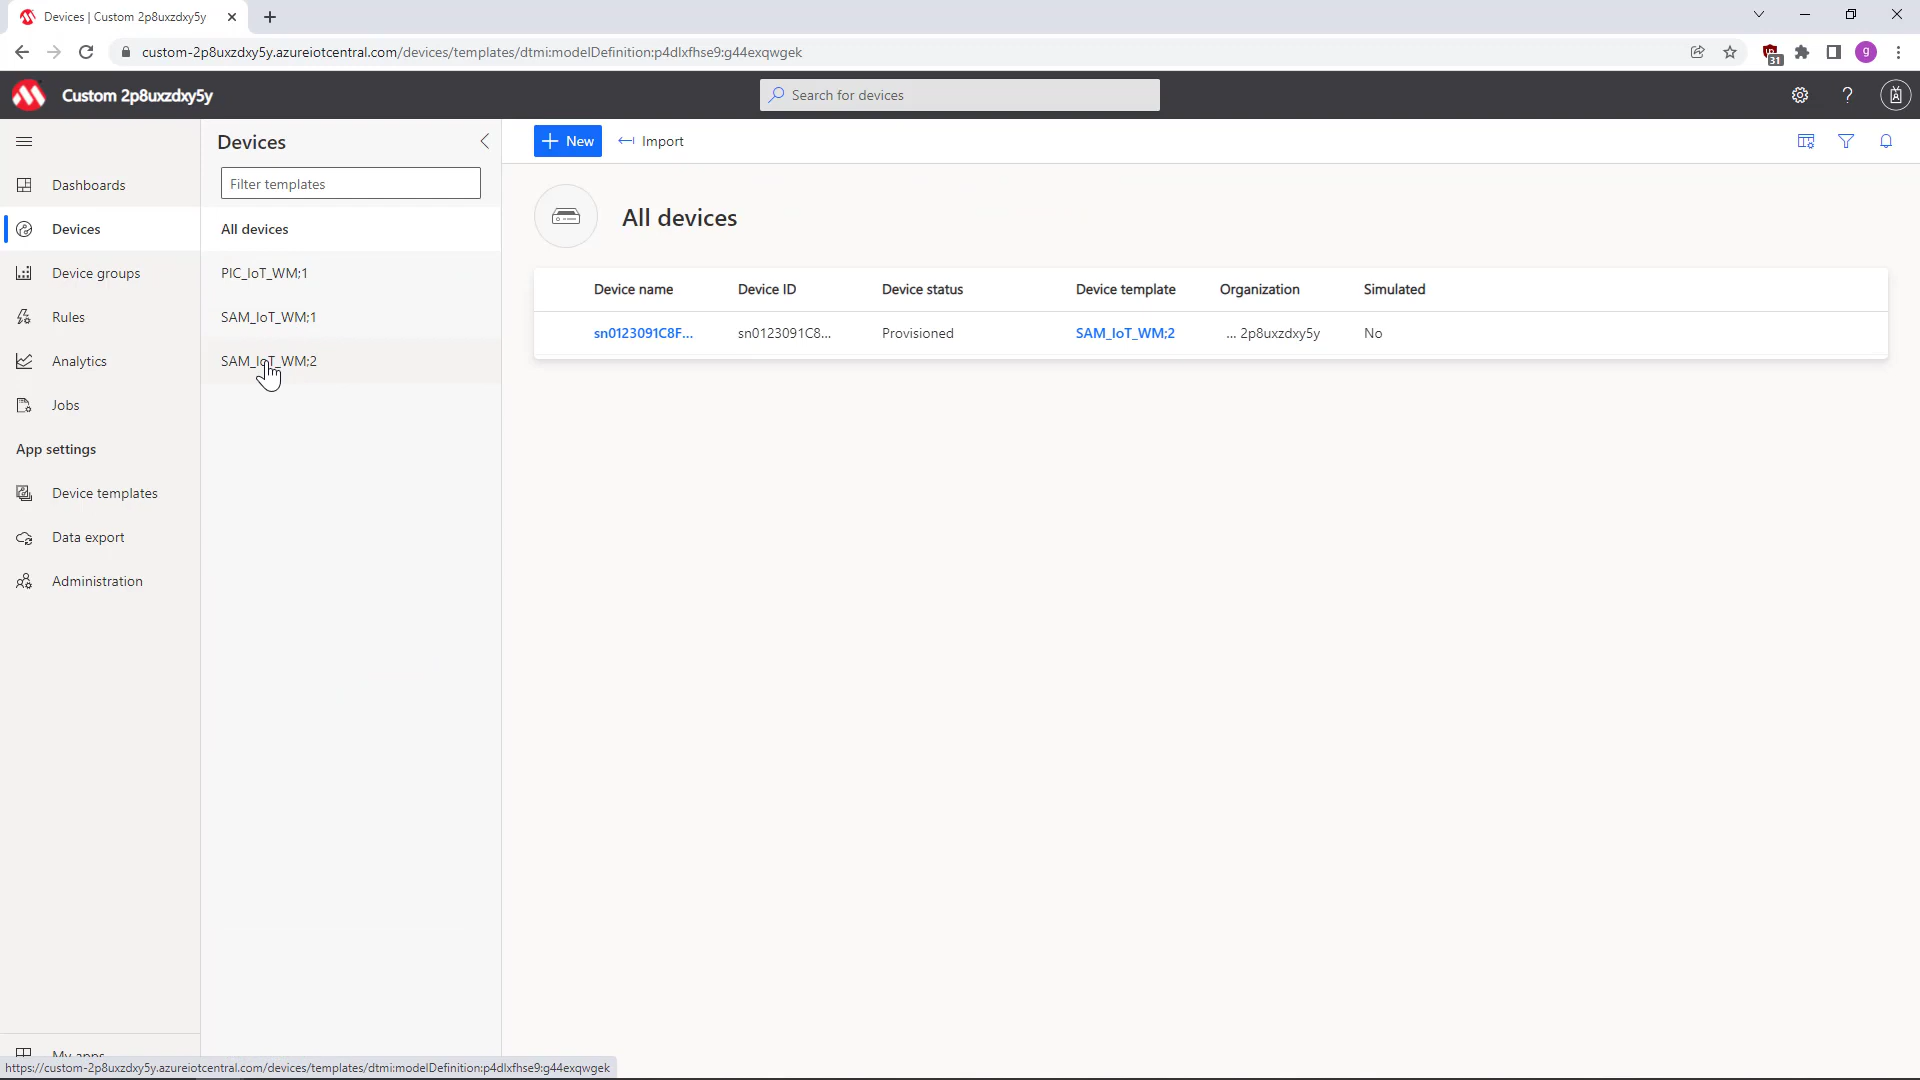 Devices | Custom 2p8uxzdxy5y
custom-2p8uxzdxy5y.azureiotcentral.com/devices/templates/dtmi:modelDefinition:p4dlxfhse9:g44exqwgek
31
g
Custom 2p8uxzdxy5y
Search for devices
Devices
New
Import
Dashboards
Filter templates
Devices
All devices
All devices
Device groups
PIC_IoT_WM;1
Device name Device ID Device status Device template Organization Simulated
Rules
SAM_IoT_WM;1
sn0123091C8F... sn0123091C8... Provisioned SAM_IoT_WM;2 ... 2p8uxzdxy5y No
Analytics
SAM_IoT_WM;2
Jobs
App settings
Device templates
Data export
Administration
My apps
https://custom-2p8uxzdxy5y.azureiotcentral.com/devices/templates/dtmi:modelDefinition:p4dlxfhse9:g44exqwgek